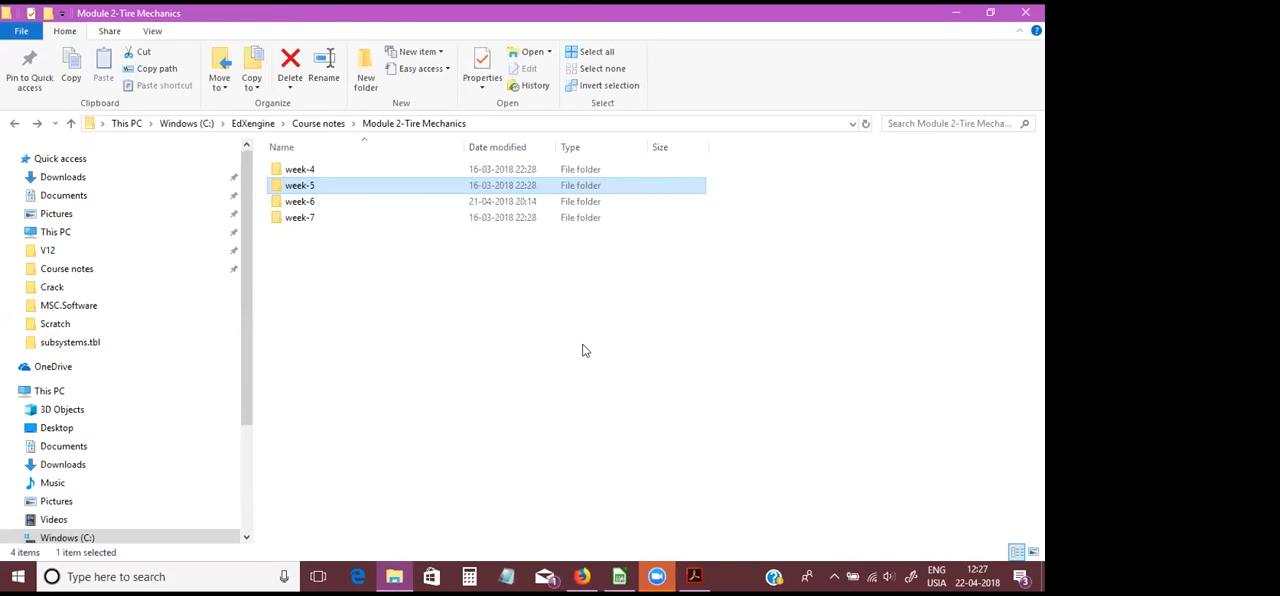 Module 2-Tire Mechanics
File Home Share View
Pin to Quick access
Copy
Paste
Cut
Copy path
Paste shortcut
Clipboard
Move to
Copy to
Delete
Rename
Organize
New folder
New item
Easy access
New
Properties
Open
Edit
History
Open
Select all
Select none
Invert selection
Select
This PC > Windows (C:) > EdXengine > Course notes > Module 2-Tire Mechanics
Search Module 2-Tire Mecha...
Name Date modified Type Size
week-4 16-03-2018 22:28 File folder
week-5 16-03-2018 22:28 File folder
week-6 21-04-2018 20:14 File folder
week-7 16-03-2018 22:28 File folder
Quick access
Downloads
Documents
Pictures
This PC
V12
Course notes
Crack
MSC.Software
Scratch
subsystems.tbl
OneDrive
This PC
3D Objects
Desktop
Documents
Downloads
Music
Pictures
Videos
Windows (C:)
4 items 1 item selected
Type here to search
ENG
USIA
12:27
22-04-2018
3
1